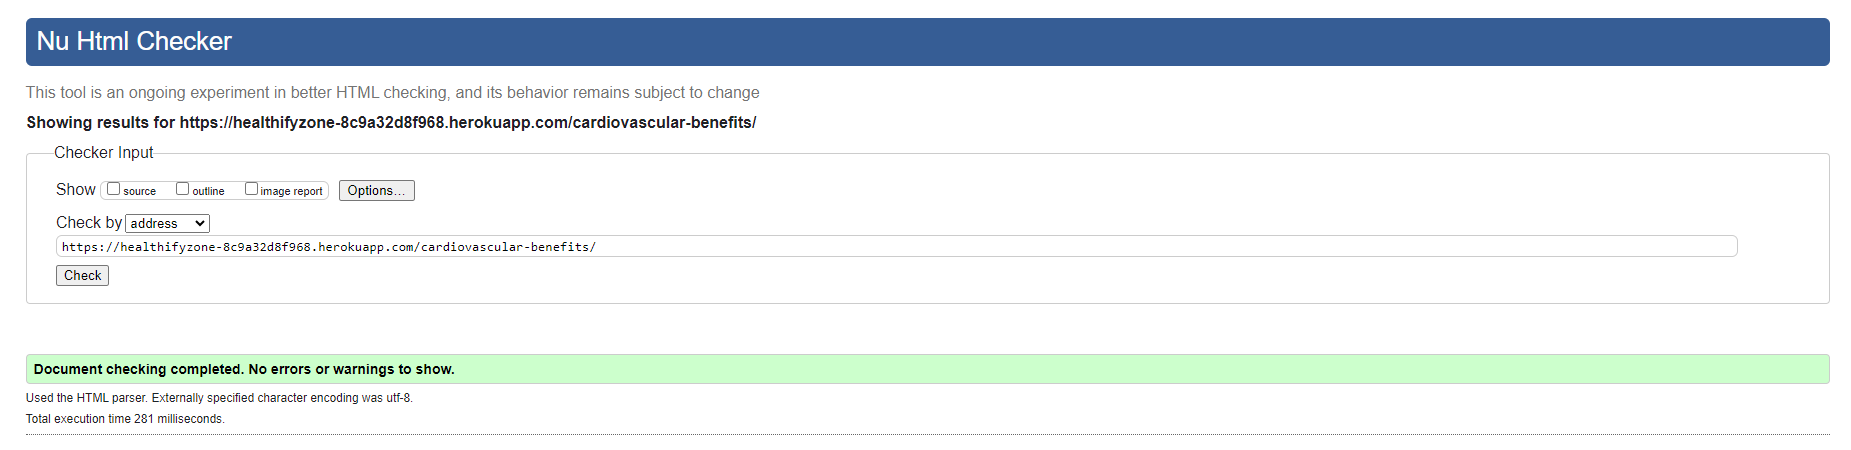 Nu Html Checker
This tool is an ongoing experiment in better HTML checking, and its behavior remains subject to change
Showing results for https://healthifyzone-8c9a32d8f968.herokuapp.com/cardiovascular-benefits/
Checker Input
Show source outline image report Options...
Check by address
https://healthifyzone-8c9a32d8f968.herokuapp.com/cardiovascular-benefits/
Check
Document checking completed. No errors or warnings to show.
Used the HTML parser. Externally specified character encoding was utf-8.
Total execution time 281 milliseconds.